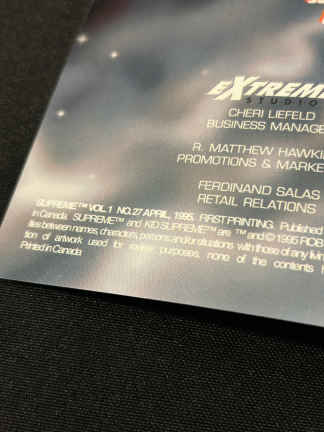 EXTREME
STUDIO
CHERI LIEFELD
BUSINESS MANAGE
R. MATTHEW HAWKI
PROMOTIONS & MARKE
FERDINAND SALAS
RETAIL RELATIONS
SUPREME™ VOL. 1 NO. 27 APRIL, 1995. FIRST PRINTING. Published
in Canada. SUPREME™ and KID SUPREME™ are ™ and © 1995 ROB
ities between names, characters, persons and/or situations with those of any livin
tion of artwork used for review purposes, none of the contents
Printed in Canada